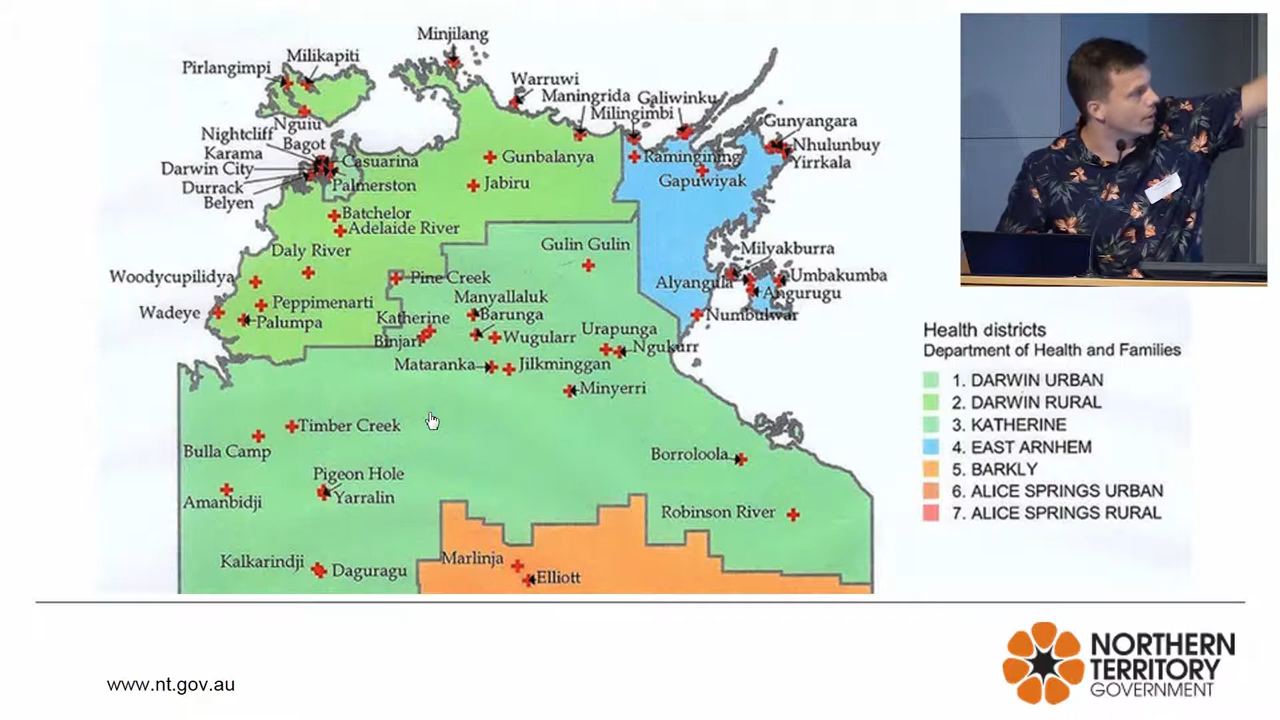 Minjilang
Milikapiti
Pirlangimpi
Warruwi
Maningrida
Galiwinku
Milingimbi
Nguiu
Nightcliff
Bagot
Karama
Casuarina
Darwin City
Durrack
Palmerston
Belyen
Gunbalanya
Jabiru
Ramingining
Gapuwiyak
Gunyangara
Nhulunbuy
Yirrkala
Batchelor
Adelaide River
Daly River
Gulin Gulin
Milyakburra
Woodycupilidya
Pine Creek
Alyangula
Umbakumba
Angurugu
Wadeye
Peppimenarti
Palumpa
Manyallaluk
Katherine
Barunga
Numbulwar
Binjari
Wugularr
Urapunga
Ngukurr
Mataranka
Jilkminggan
Minyerri
Timber Creek
Bulla Camp
Borroloola
Pigeon Hole
Amanbidji
Yarralin
Robinson River
Kalkarindji
Daguragu
Marlinja
Elliott
Health districts
Department of Health and Families
1. DARWIN URBAN
2. DARWIN RURAL
3. KATHERINE
4. EAST ARNHEM
5. BARKLY
6. ALICE SPRINGS URBAN
7. ALICE SPRINGS RURAL
www.nt.gov.au
NORTHERN
TERRITORY
GOVERNMENT